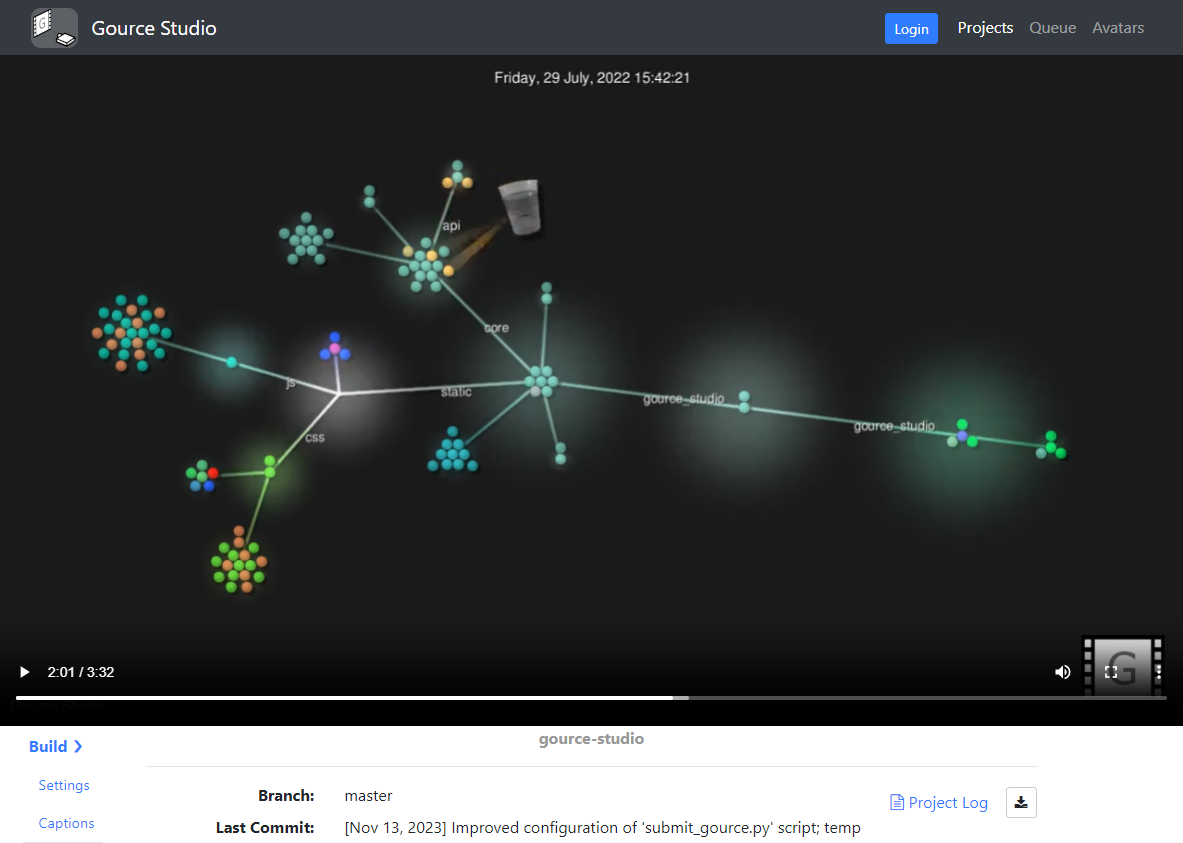 G Gource Studio
Login Projects Queue Avatars
Friday, 29 July, 2022 15:42:21
api
core
js
static
gource_studio
gource_studio
css
G
2:01 / 3:32
Gource Studio
Build
gource-studio
Settings
Branch: master
Project Log
Captions
Last Commit: [Nov 13, 2023] Improved configuration of 'submit_gource.py' script; temp